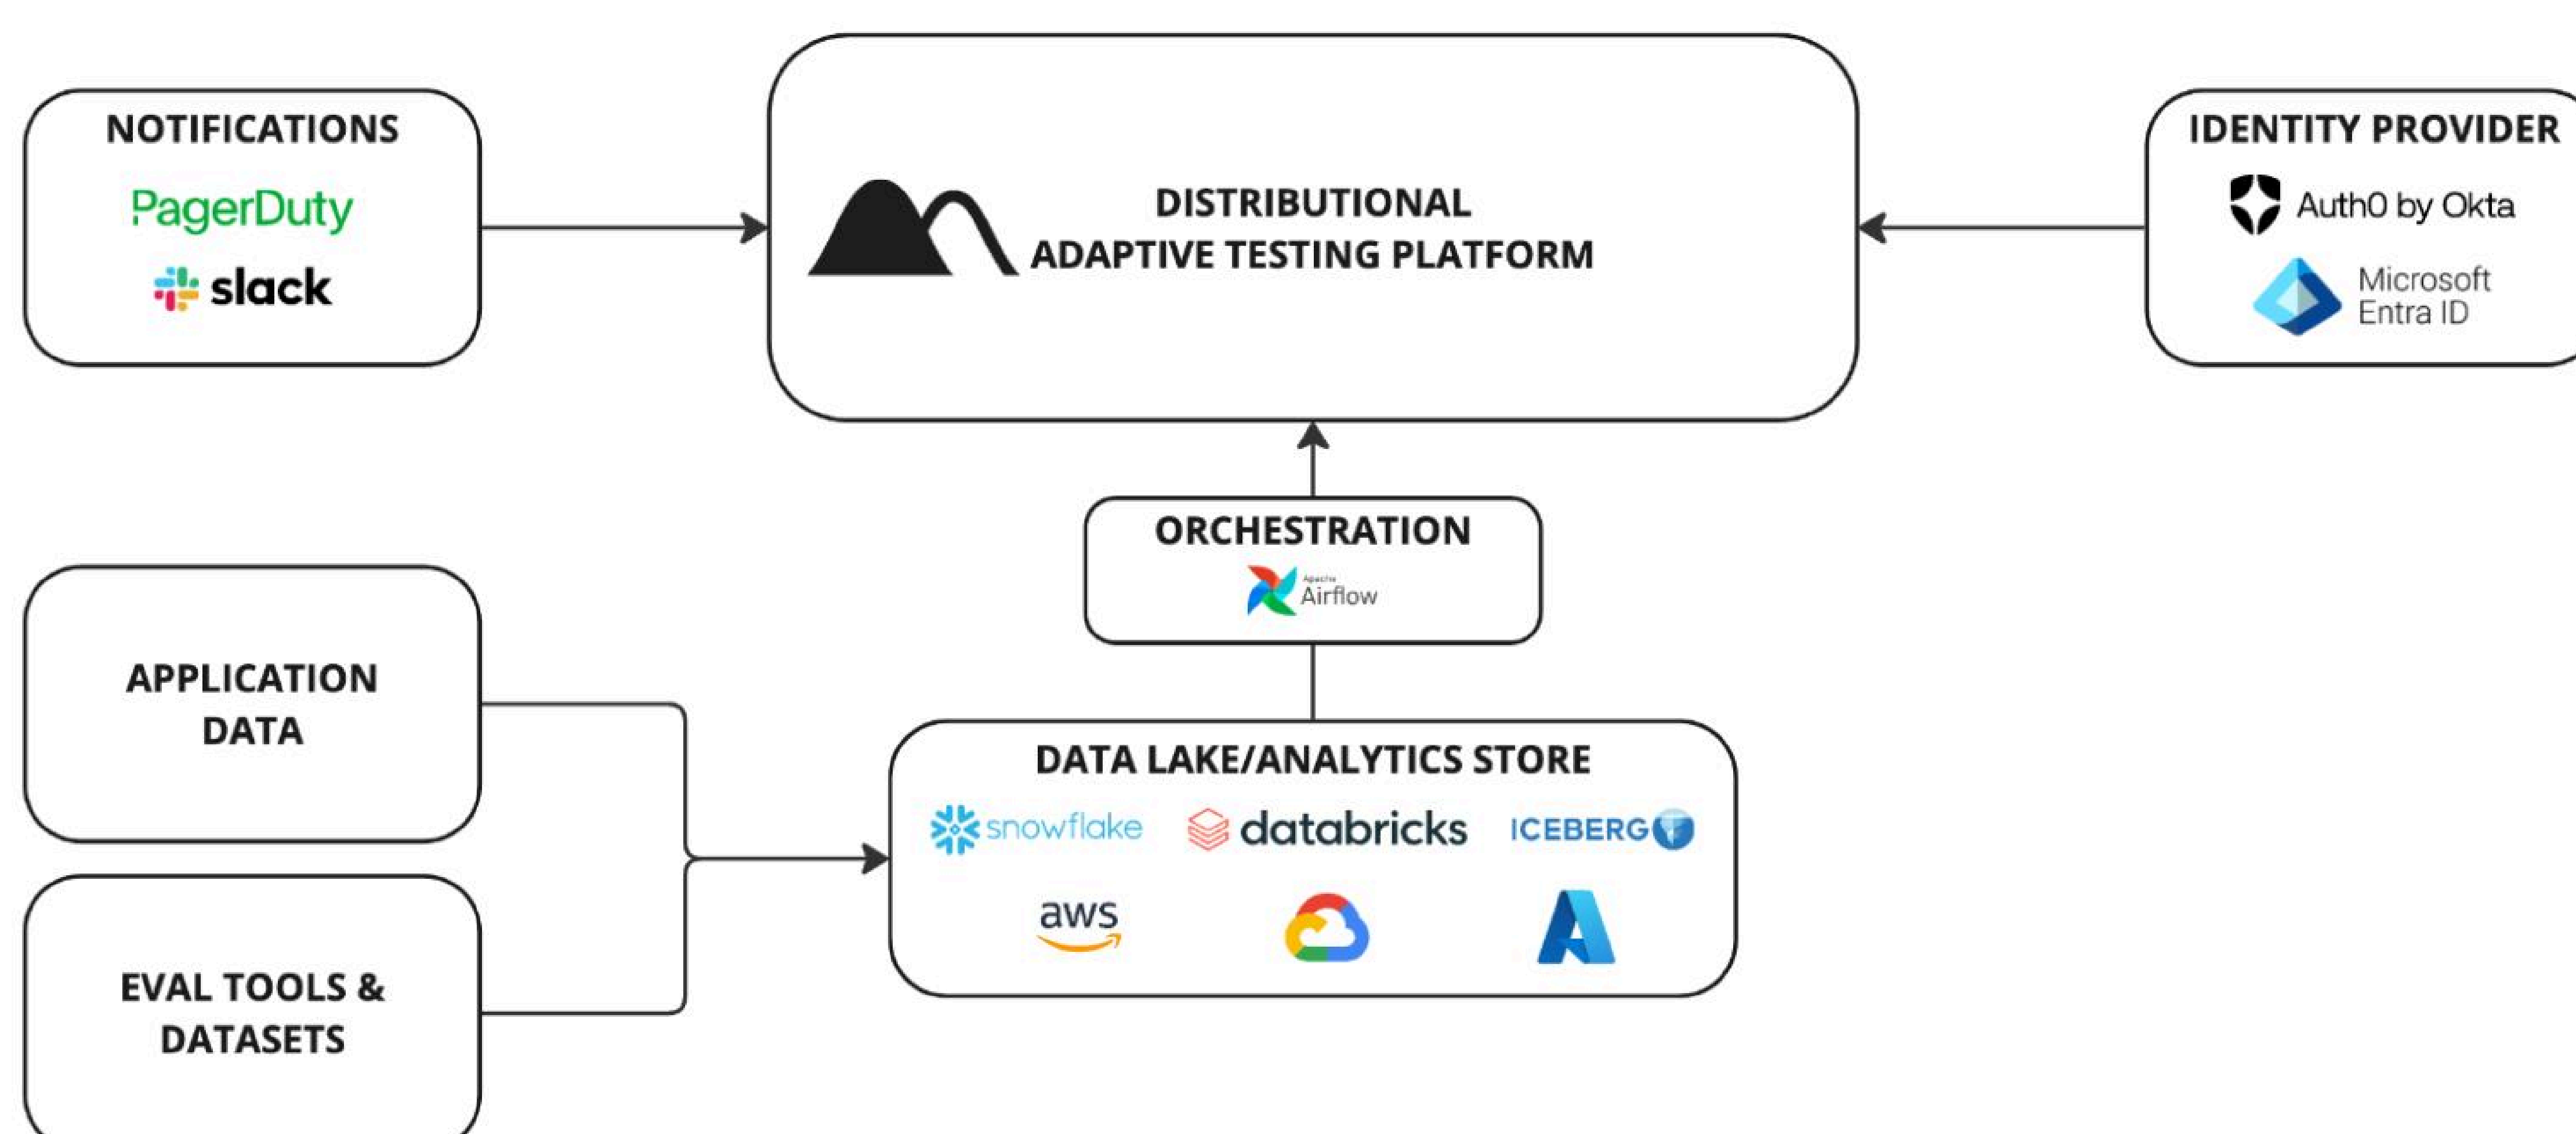 NOTIFICATIONS
PagerDuty
slack
DISTRIBUTIONAL
ADAPTIVE TESTING PLATFORM
IDENTITY PROVIDER
Auth0 by Okta
Microsoft
Entra ID
ORCHESTRATION
Apache
Airflow
APPLICATION
DATA
EVAL TOOLS &
DATASETS
DATA LAKE/ANALYTICS STORE
snowflake
databricks
ICEBERG
aws